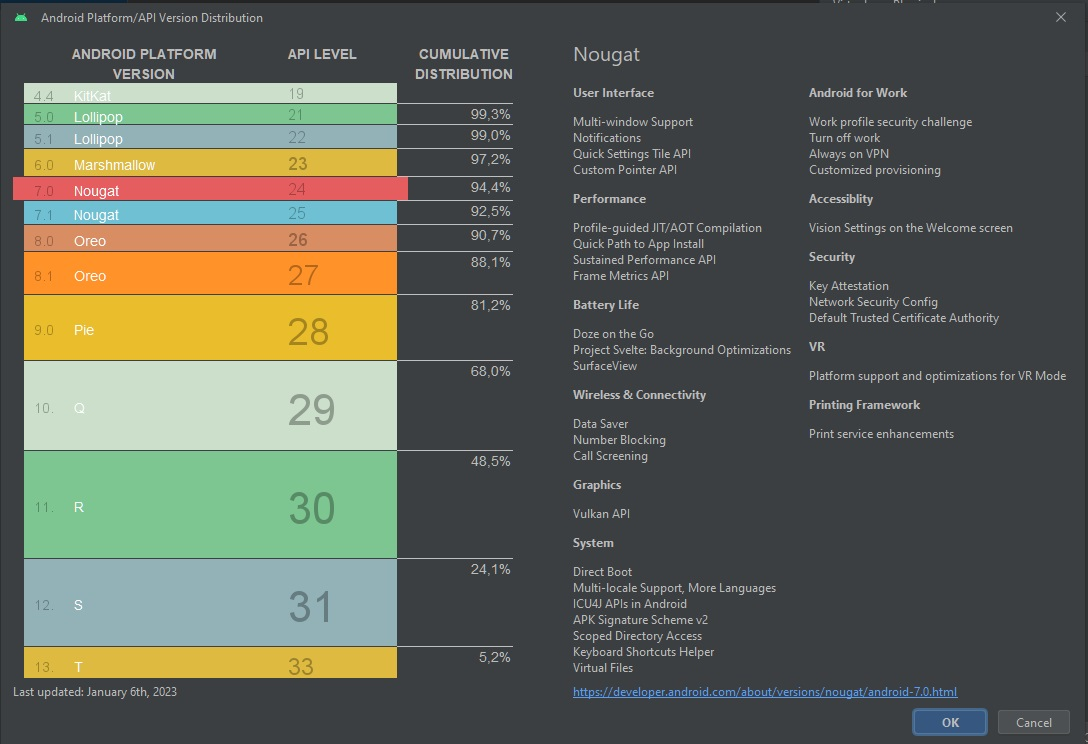 Android Platform/API Version Distribution
ANDROID PLATFORM VERSION
API LEVEL
CUMULATIVE DISTRIBUTION
4.4 KitKat 19
5.0 Lollipop 21 99,3%
5.1 Lollipop 22 99,0%
6.0 Marshmallow 23 97,2%
7.0 Nougat 24 94,4%
7.1 Nougat 25 92,5%
8.0 Oreo 26 90,7%
8.1 Oreo 27 88,1%
9.0 Pie 28 81,2%
10. Q 29 68,0%
11. R 30 48,5%
12. S 31 24,1%
13. T 33 5,2%
Last updated: January 6th, 2023
Nougat
User Interface
Multi-window Support
Notifications
Quick Settings Tile API
Custom Pointer API
Performance
Profile-guided JIT/AOT Compilation
Quick Path to App Install
Sustained Performance API
Frame Metrics API
Battery Life
Doze on the Go
Project Svelte: Background Optimizations
SurfaceView
Wireless & Connectivity
Data Saver
Number Blocking
Call Screening
Graphics
Vulkan API
System
Direct Boot
Multi-locale Support, More Languages
ICU4J APIs in Android
APK Signature Scheme v2
Scoped Directory Access
Keyboard Shortcuts Helper
Virtual Files
Android for Work
Work profile security challenge
Turn off work
Always on VPN
Customized provisioning
Accessiblity
Vision Settings on the Welcome screen
Security
Key Attestation
Network Security Config
Default Trusted Certificate Authority
VR
Platform support and optimizations for VR Mode
Printing Framework
Print service enhancements
https://developer.android.com/about/versions/nougat/android-7.0.html
OK
Cancel